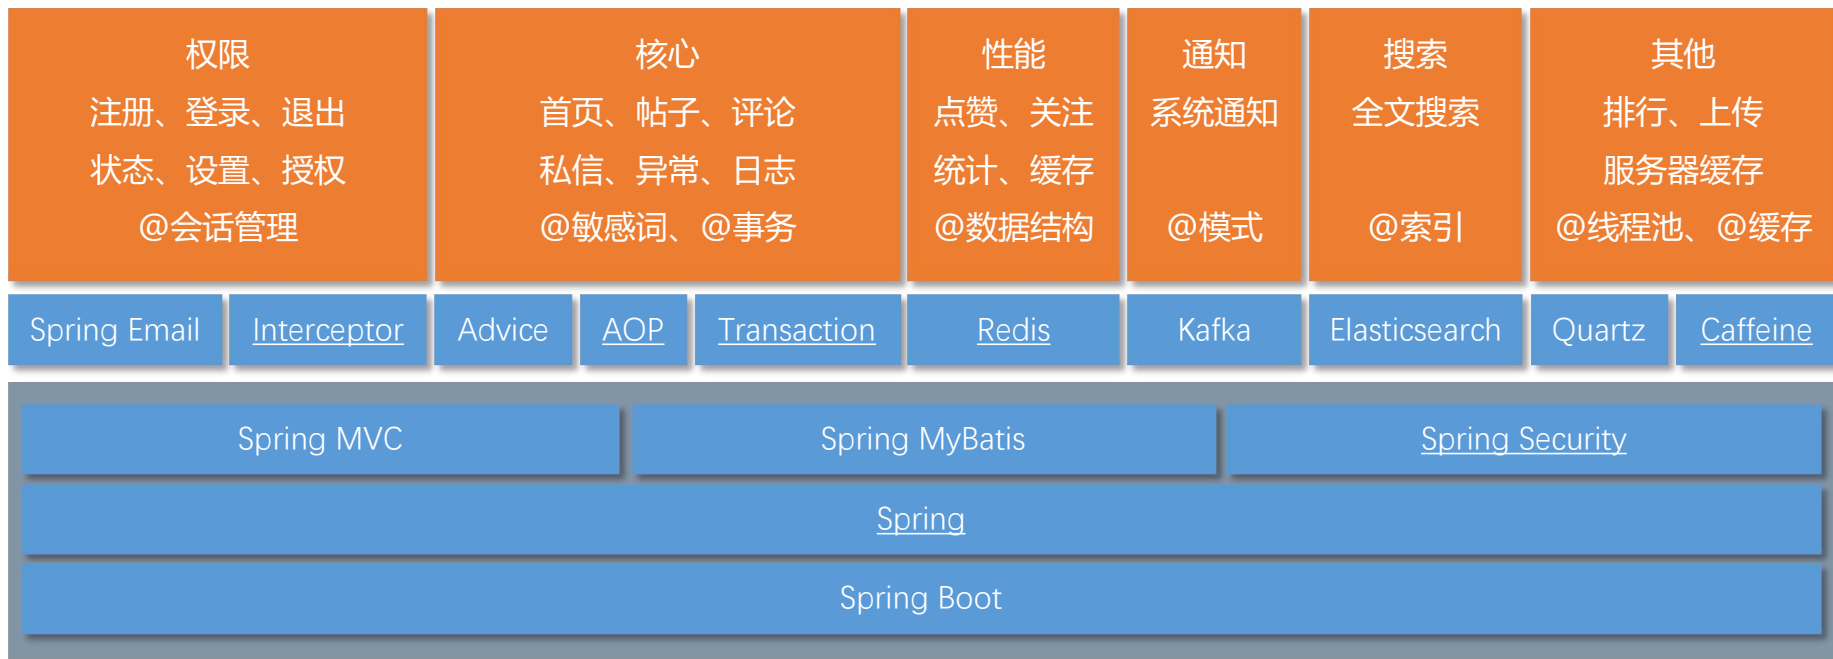 权限
注册、登录、退出
状态、设置、授权
@会话管理
核心
首页、帖子、评论
私信、异常、日志
@敏感词、@事务
性能
点赞、关注
统计、缓存
@数据结构
通知
系统通知
@模式
搜索
全文搜索
@索引
其他
排行、上传
服务器缓存
@线程池、@缓存
Spring Email
Interceptor
Advice
AOP
Transaction
Redis
Kafka
Elasticsearch
Quartz
Caffeine
Spring MVC
Spring MyBatis
Spring Security
Spring
Spring Boot